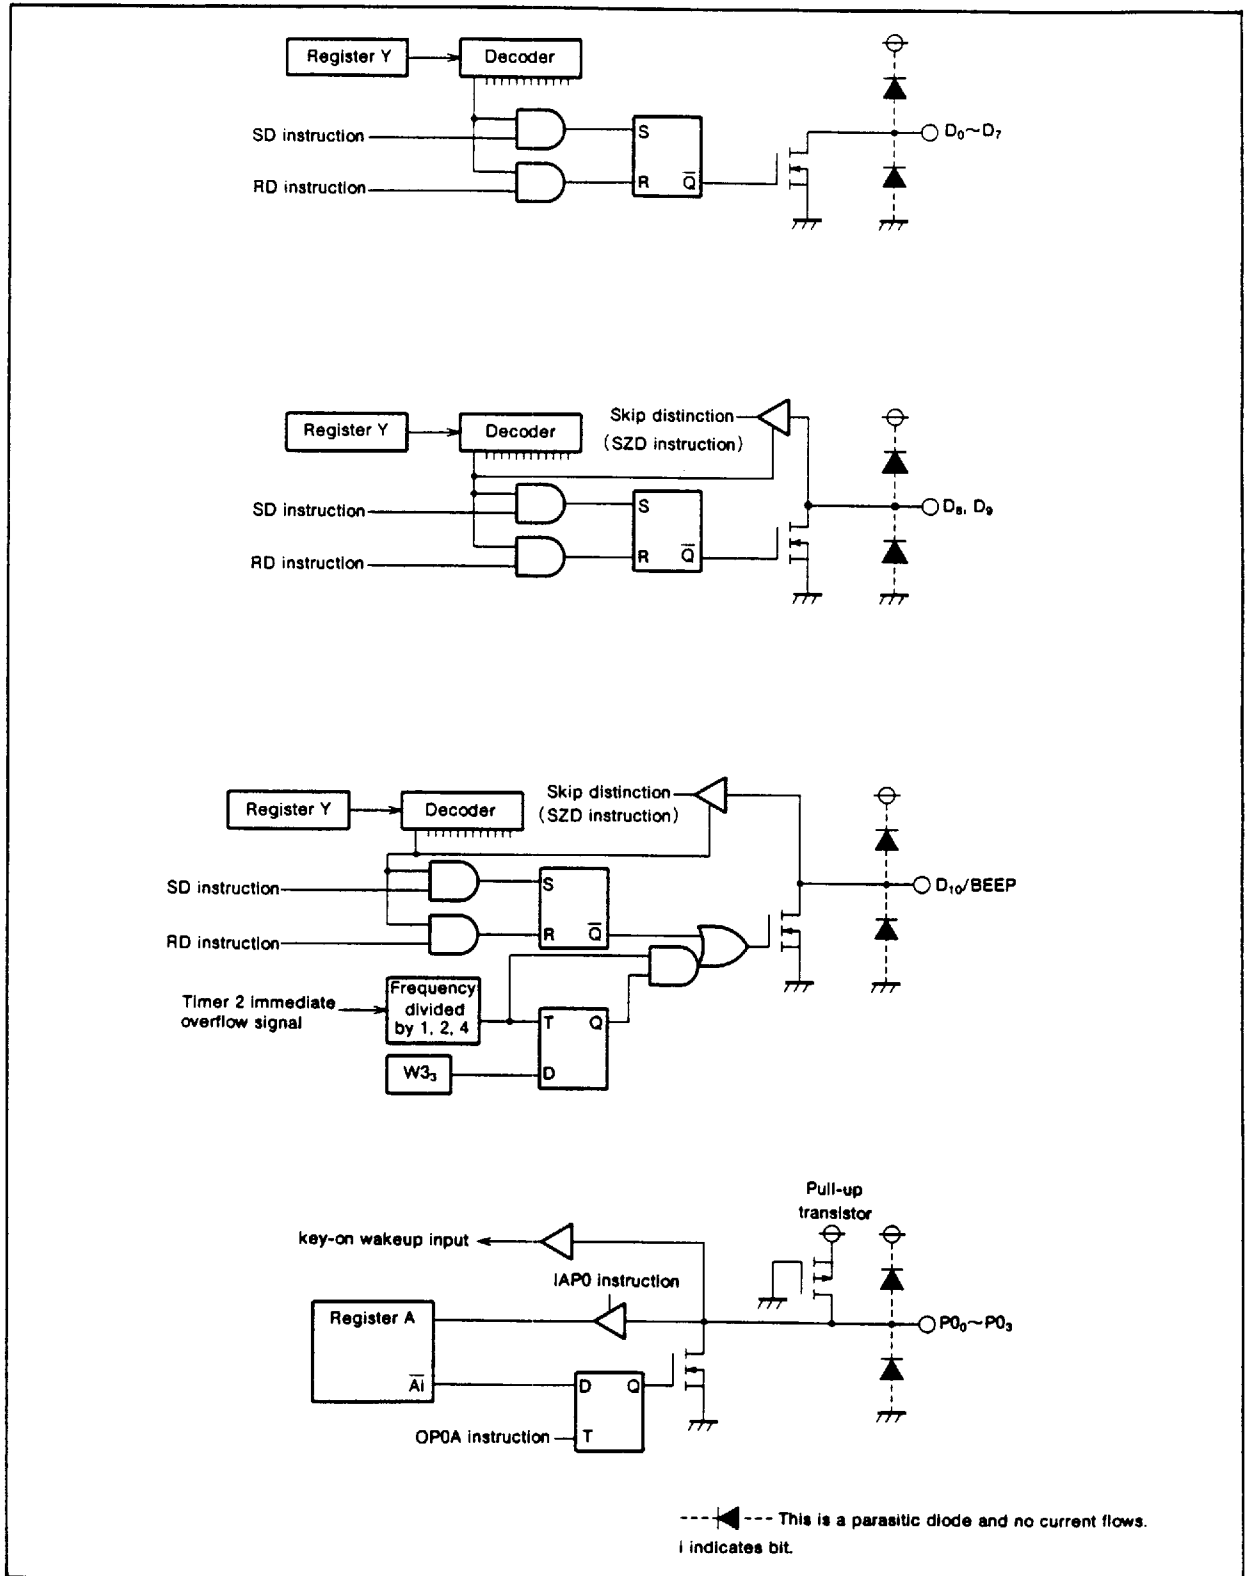 Register Y
Decoder
SD instruction
RD instruction
S
R
Q̅
D₀~D₇
Register Y
Decoder
Skip distinction
(SZD instruction)
SD instruction
RD instruction
S
R
Q̅
D₈, D₉
Register Y
Decoder
Skip distinction
(SZD instruction)
SD instruction
RD instruction
S
R
Q̅
D₁₀/BEEP
Timer 2 immediate
overflow signal
Frequency
divided
by 1, 2, 4
T
Q
W3₃
D
Pull-up
transistor
key-on wakeup input
IAP0 instruction
Register A
A̅i̅
D
Q
T
OP0A instruction
P0₀~P0₃
This is a parasitic diode and no current flows.
i indicates bit.